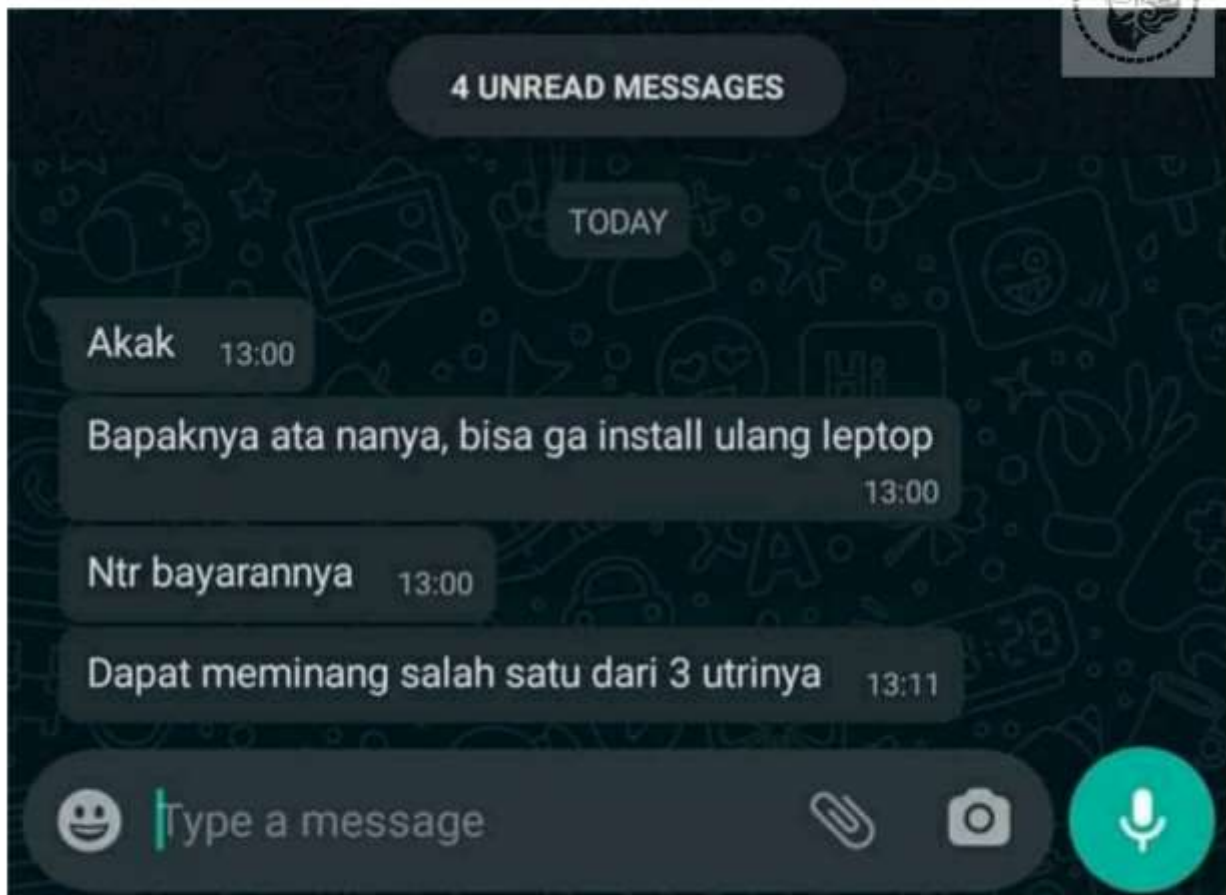 4 UNREAD MESSAGES
TODAY
Akak 13:00
Bapaknya ata nanya, bisa ga install ulang leptop
13:00
Ntr bayarannya 13:00
Dapat meminang salah satu dari 3 utrinya 13:11
Type a message